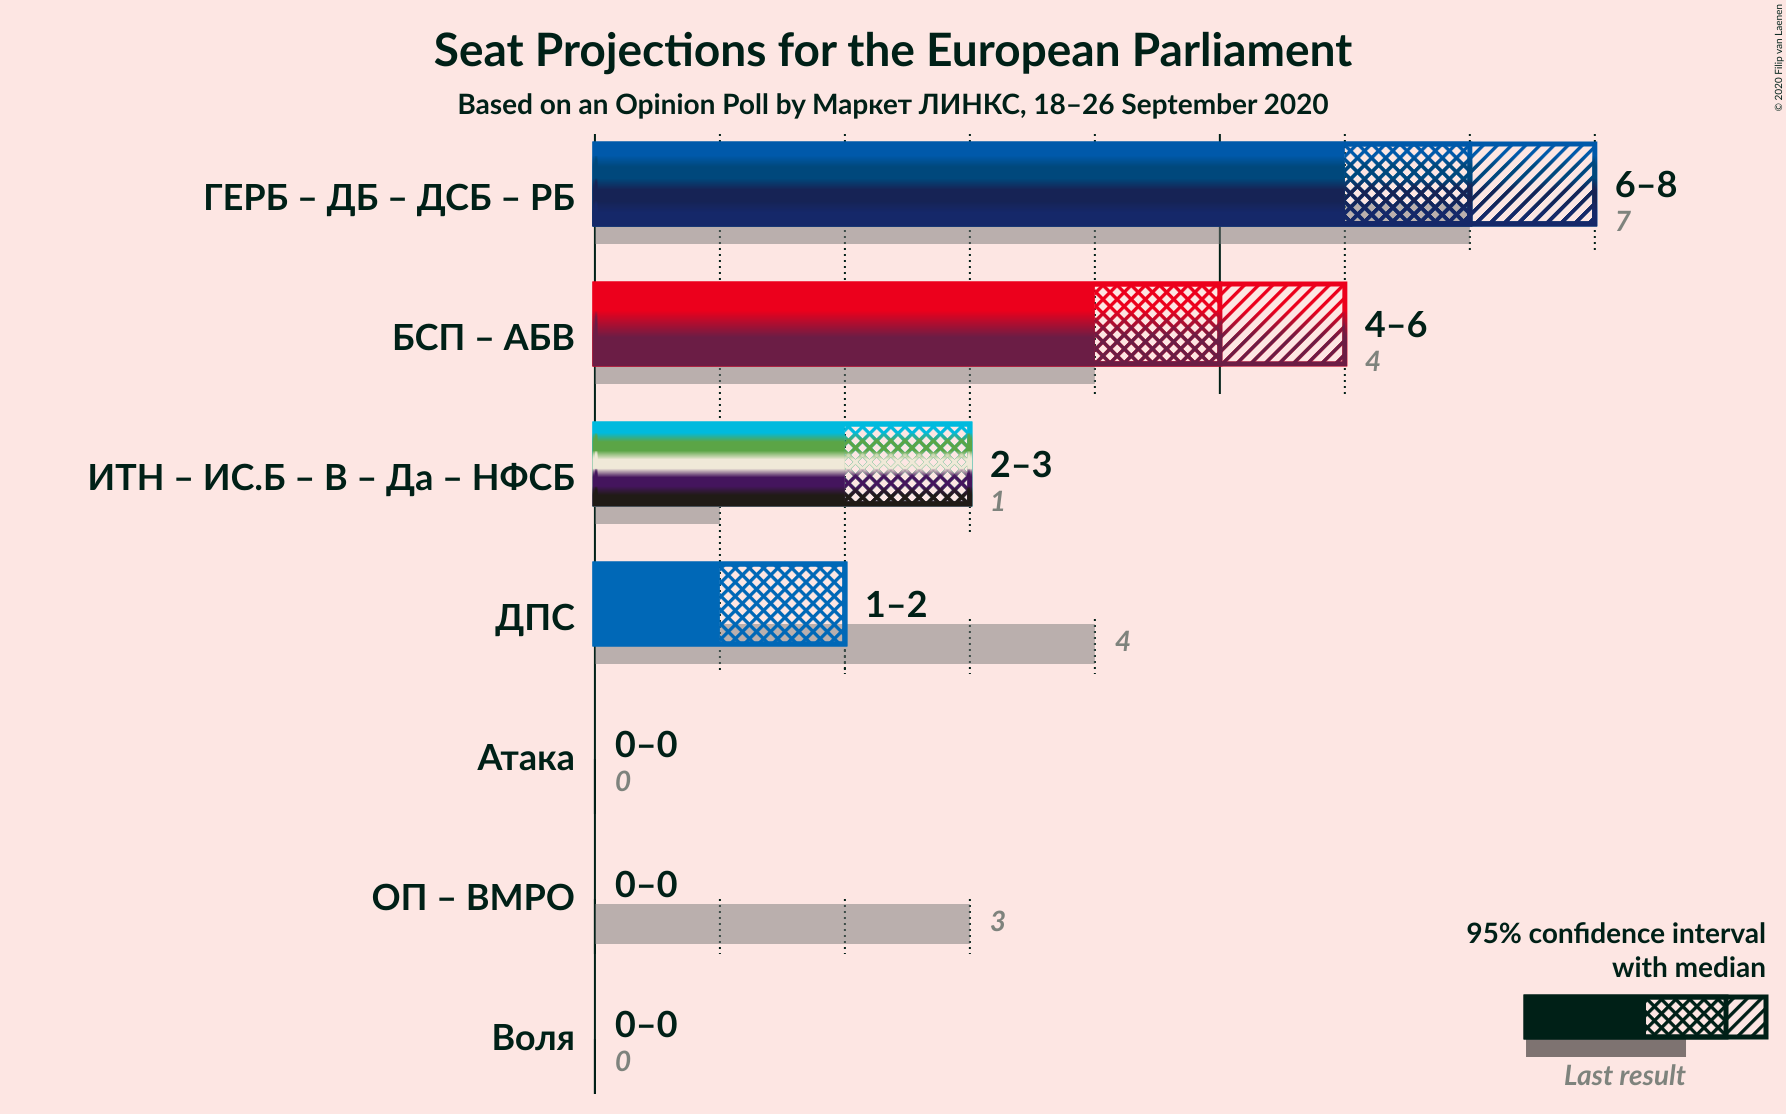 Seat Projections for the European Parliament
Based on an Opinion Poll by Маркет ЛИНКС, 18–26 September 2020
© 2020 Filip van Laenen
ГЕРБ – ДБ – ДСБ – РБ
6–8
7
БСП – АБВ
4–6
4
ИТН – ИС.Б – В – Да – НФСБ
2–3
1
ДПС
1–2
4
Атака
0–0
0
ОП – ВМРО
0–0
3
Воля
0–0
0
95% confidence interval
with median
Last result